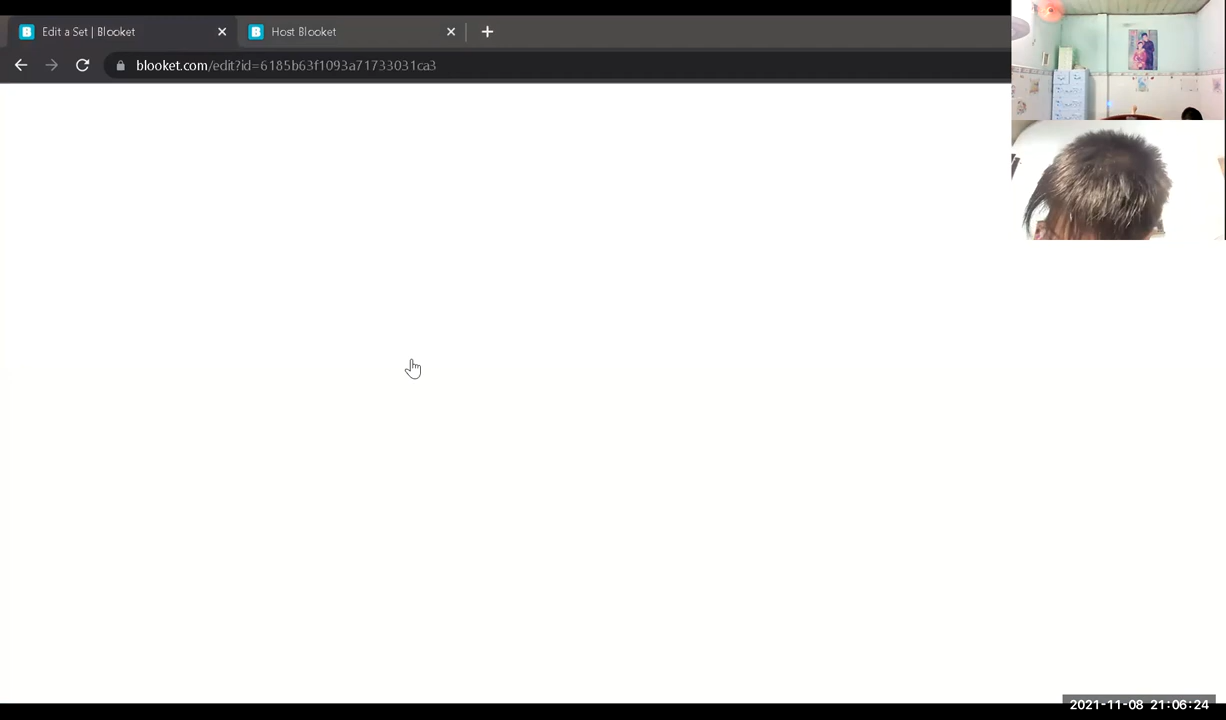 Edit a Set | Blooket
Host Blooket
blooket.com/edit?id=6185b63f1093a71733031ca3
2021-11-08 21:06:24